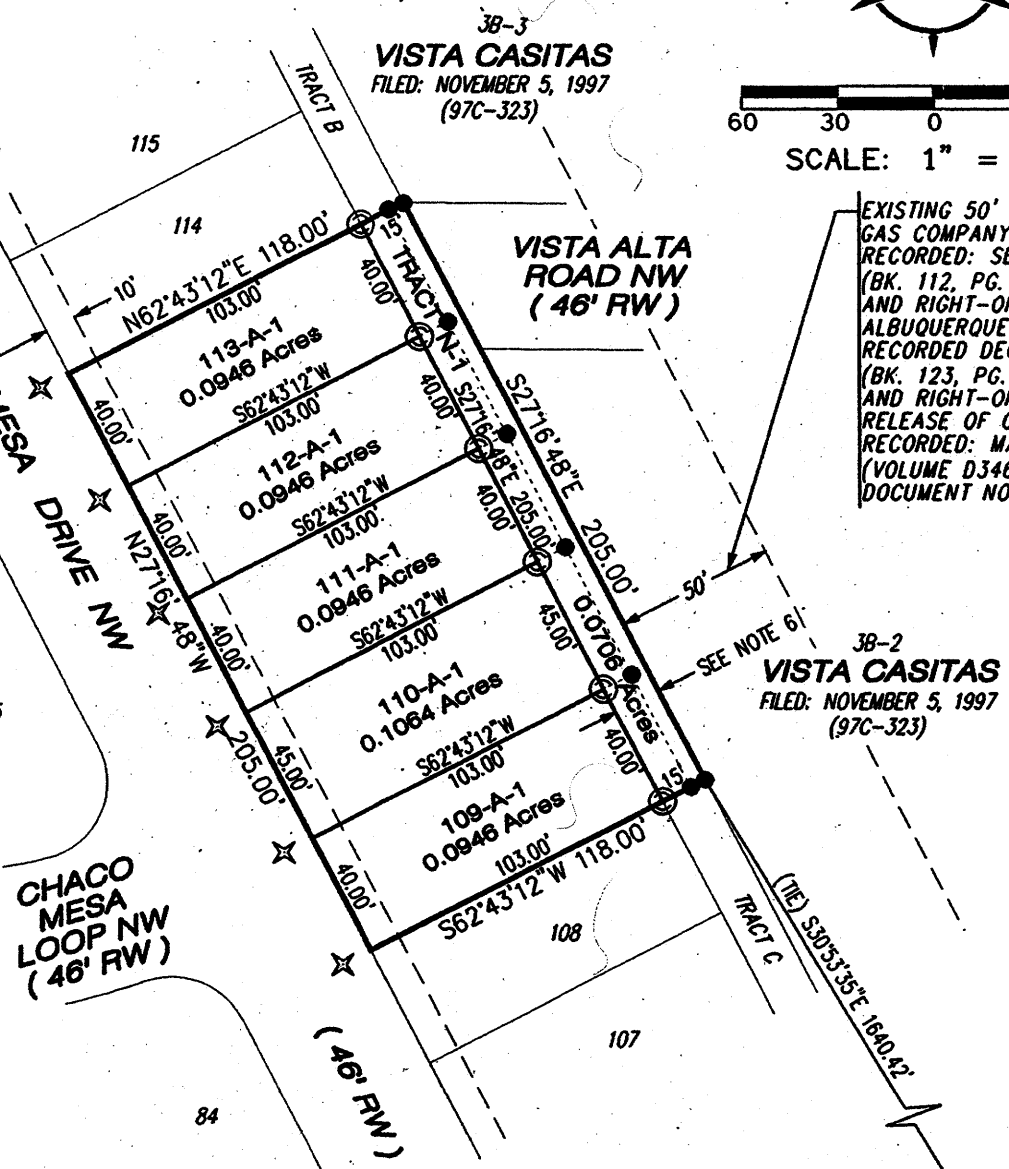 3B-3
VISTA CASITAS
FILED: NOVEMBER 5, 1997
(97C-323)
TRACT B
60 30 0
SCALE: 1" =
115
114
EXISTING 50'
GAS COMPANY
RECORDED: SE
(BK. 112, PG.
AND RIGHT-O
ALBUQUERQUE
RECORDED DE
(BK. 123, PG.
AND RIGHT-O
RELEASE OF
RECORDED: MA
(VOLUME D346
DOCUMENT NO
VISTA ALTA
ROAD NW
( 46' RW )
10'
N62°43'12"E 118.00'
103.00'
15'
TRACT N-1
40.00'
113-A-1
0.0946 Acres
S62°43'12"W
103.00'
40.00'
40.00'
112-A-1
0.0946 Acres
S62°43'12"W
103.00'
40.00'
S27°16'48"E 205.00'
S27°16'48"E 205.00'
40.00'
111-A-1
0.0946 Acres
S62°43'12"W
103.00'
40.00'
45.00'
110-A-1
0.1064 Acres
S62°43'12"W
103.00'
45.00'
0.0706 Acres
40.00'
109-A-1
0.0946 Acres
103.00'
S62°43'12"W 118.00'
40.00'
15'
MESA DRIVE NW
N27°16'48"W 205.00'
50'
SEE NOTE 6
3B-2
VISTA CASITAS
FILED: NOVEMBER 5, 1997
(97C-323)
CHACO
MESA
LOOP NW
( 46' RW )
108
TRACT C
(TIE) S30°53'35"E 1640.42'
107
( 46' RW )
84